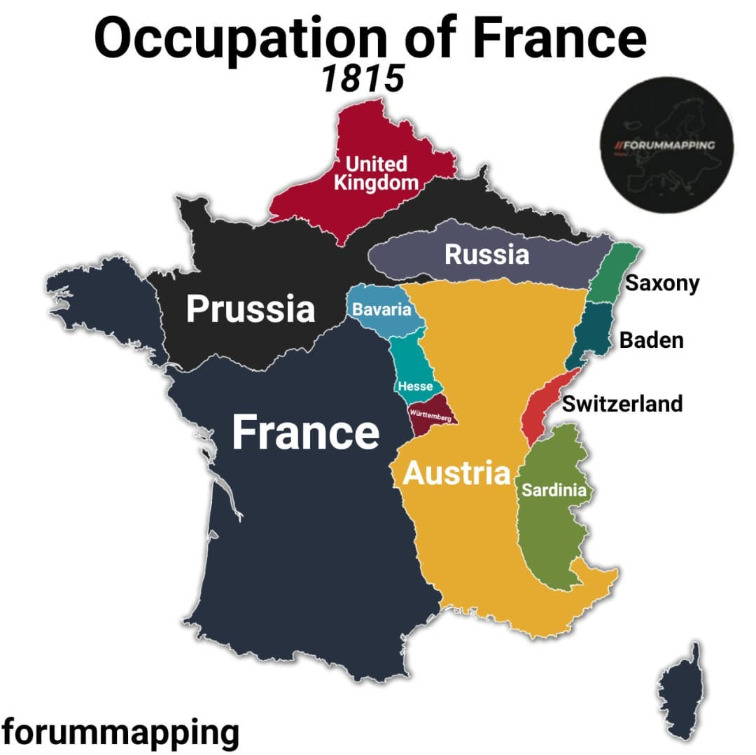 Occupation of France
1815
//FORUMMAPPING
United
Kingdom
Russia
Saxony
Prussia
Bavaria
Baden
Hesse
Switzerland
Württemberg
France
Austria
Sardinia
forummapping